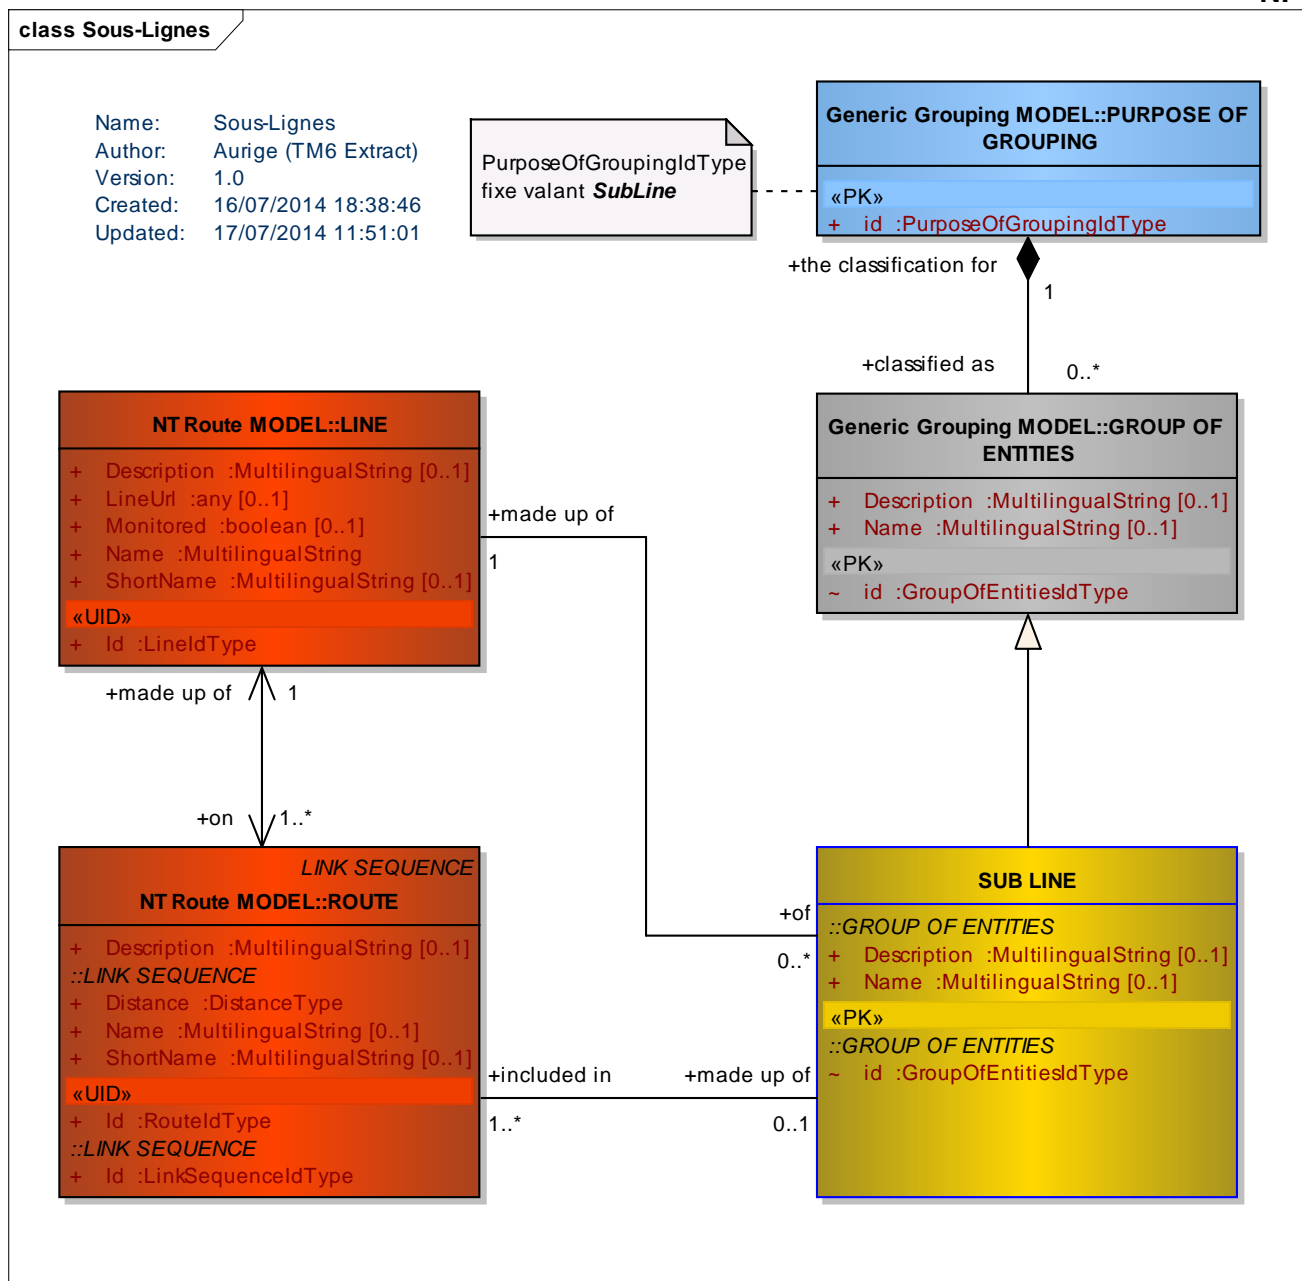 class Sous-Lignes
Name: Sous-Lignes
Author: Aurige (TM6 Extract)
Version: 1.0
Created: 16/07/2014 18:38:46
Updated: 17/07/2014 11:51:01
PurposeOfGroupingIdType
fixe valant SubLine
Generic Grouping MODEL::PURPOSE OF
GROUPING
«PK»
+ id :PurposeOfGroupingIdType
+the classification for
1
+classified as
0..*
NT Route MODEL::LINE
+ Description :MultilingualString [0..1]
+ LineUrl :any [0..1]
+ Monitored :boolean [0..1]
+ Name :MultilingualString
+ ShortName :MultilingualString [0..1]
«UID»
+ Id :LineIdType
Generic Grouping MODEL::GROUP OF
ENTITIES
+ Description :MultilingualString [0..1]
+ Name :MultilingualString [0..1]
«PK»
~ id :GroupOfEntitiesIdType
+made up of
1
+made up of
1
+on
1..*
LINK SEQUENCE
NT Route MODEL::ROUTE
+ Description :MultilingualString [0..1]
::LINK SEQUENCE
+ Distance :DistanceType
+ Name :MultilingualString [0..1]
+ ShortName :MultilingualString [0..1]
«UID»
+ Id :RouteIdType
::LINK SEQUENCE
+ Id :LinkSequenceIdType
+of
0..*
+included in
1..*
+made up of
0..1
SUB LINE
::GROUP OF ENTITIES
+ Description :MultilingualString [0..1]
+ Name :MultilingualString [0..1]
«PK»
::GROUP OF ENTITIES
~ id :GroupOfEntitiesIdType